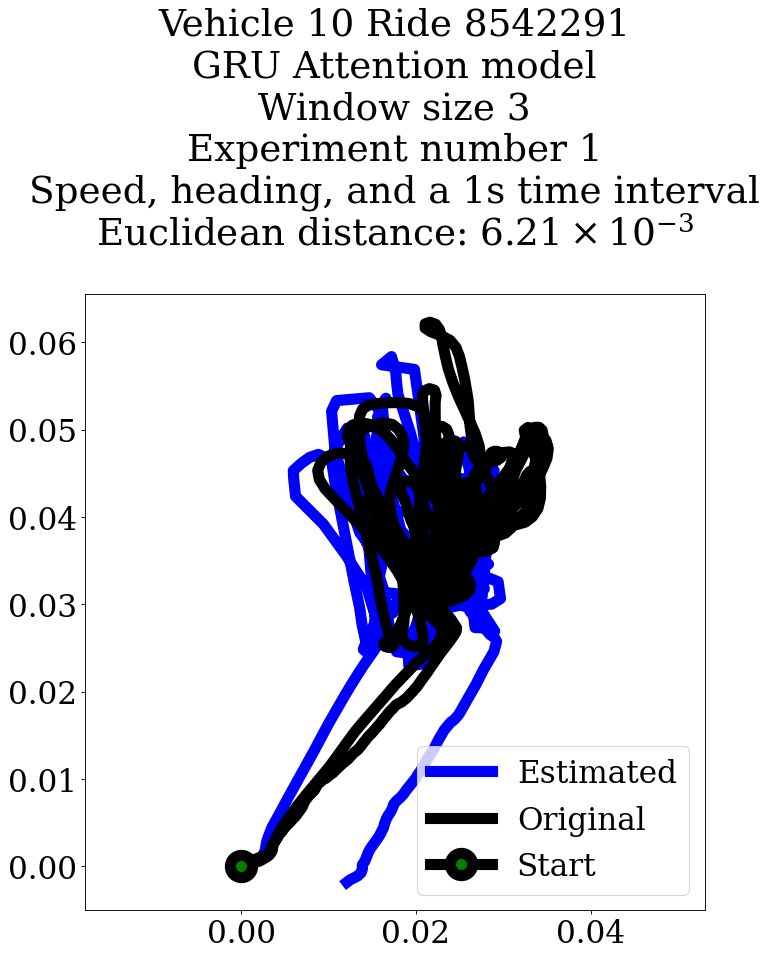 Vehicle 10 Ride 8542291
GRU Attention model
Window size 3
Experiment number 1
Speed, heading, and a 1s time interval
Euclidean distance: 6.21 × 10⁻³
0.06
0.05
0.04
0.03
0.02
0.01
0.00
Estimated
Original
Start
0.00 0.02 0.04